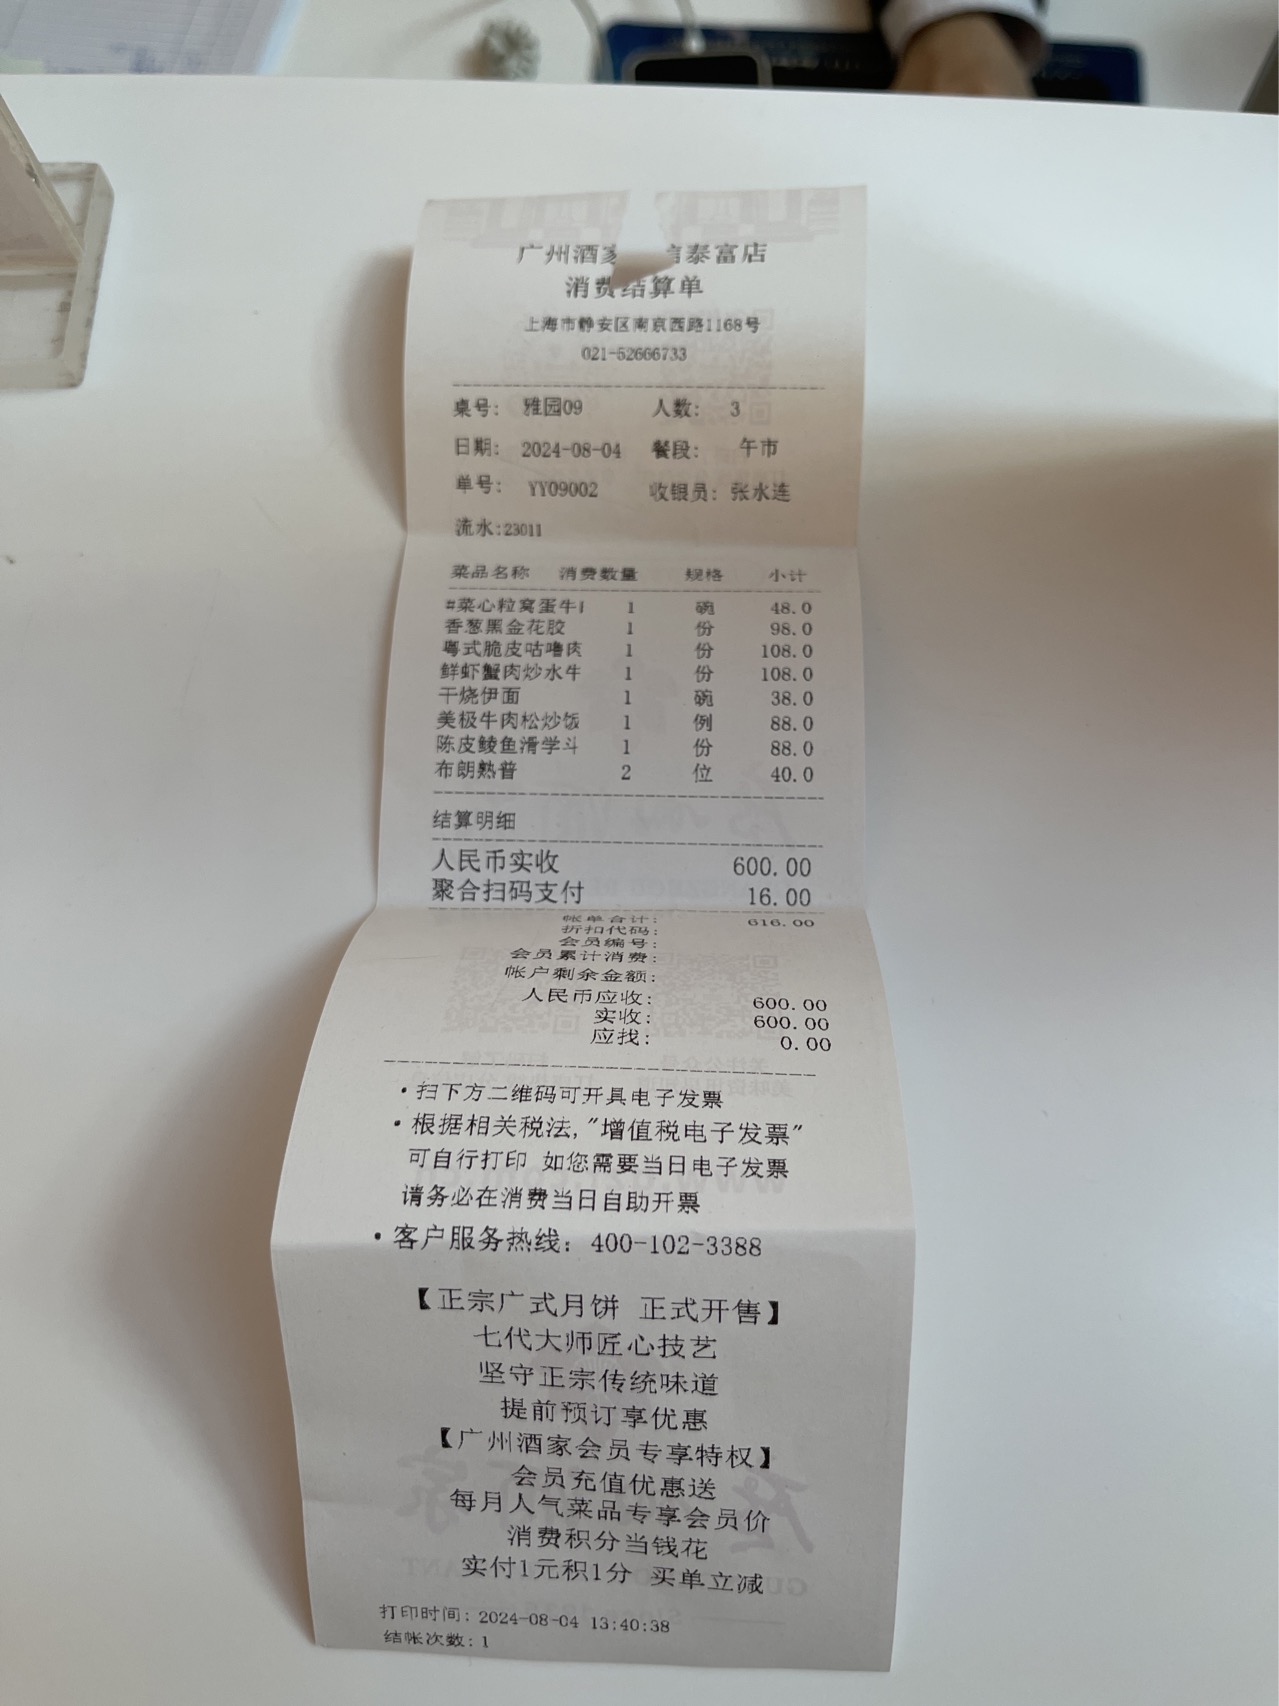 广州酒家 信泰富店
消费结算单
上海市静安区南京西路1168号
021-52666733
桌号: 雅园09 人数: 3
日期: 2024-08-04 餐段: 午市
单号: YY09002 收银员: 张水连
流水:23011
菜品名称 消费数量 规格 小计
#菜心粒窝蛋牛 1 碗 48.0
香葱黑金花胶 1 份 98.0
粤式脆皮咕噜肉 1 份 108.0
鲜虾蟹肉炒水牛 1 份 108.0
干烧伊面 1 碗 38.0
美极牛肉松炒饭 1 例 88.0
陈皮鲮鱼滑学斗 1 份 88.0
布朗熟普 2 位 40.0
结算明细
人民币实收 600.00
聚合扫码支付 16.00
帐单合计: 616.00
折扣代码:
会员编号:
会员累计消费:
帐户剩余金额:
人民币应收: 600.00
实收: 600.00
应找: 0.00
·扫下方二维码可开具电子发票
·根据相关税法,"增值税电子发票"
可自行打印 如您需要当日电子发票
请务必在消费当日自助开票
·客户服务热线: 400-102-3388
【正宗广式月饼 正式开售】
七代大师匠心技艺
坚守正宗传统味道
提前预订享优惠
【广州酒家会员专享特权】
会员充值优惠送
每月人气菜品专享会员价
消费积分当钱花
实付1元积1分 买单立减
打印时间: 2024-08-04 13:40:38
结帐次数: 1